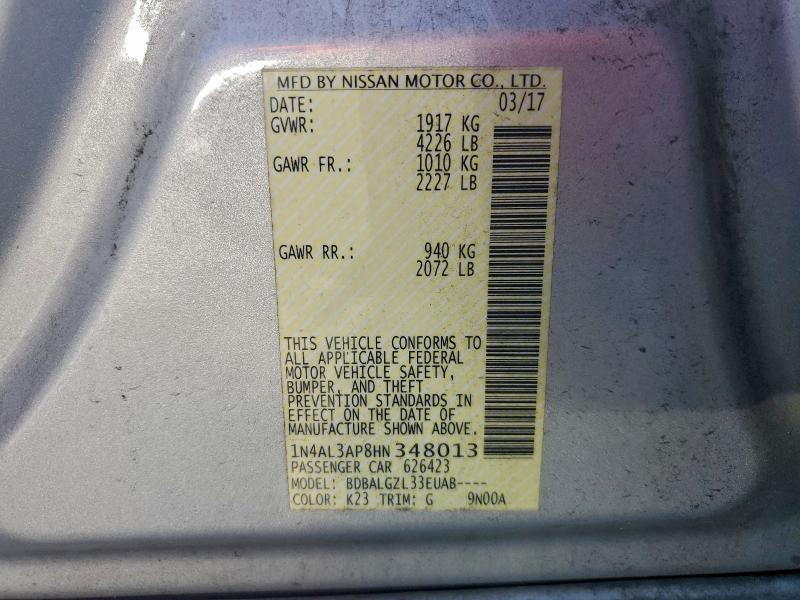 MFD BY NISSAN MOTOR CO., LTD.
DATE: 03/17
GVWR: 1917 KG
4226 LB
GAWR FR.: 1010 KG
2227 LB
GAWR RR.: 940 KG
2072 LB
THIS VEHICLE CONFORMS TO
ALL APPLICABLE FEDERAL
MOTOR VEHICLE SAFETY,
BUMPER, AND THEFT
PREVENTION STANDARDS IN
EFFECT ON THE DATE OF
MANUFACTURE SHOWN ABOVE.
1N4AL3AP8HN348013
PASSENGER CAR 626423
MODEL: BDBALGZL33EUAB----
COLOR: K23 TRIM: G 9N00A